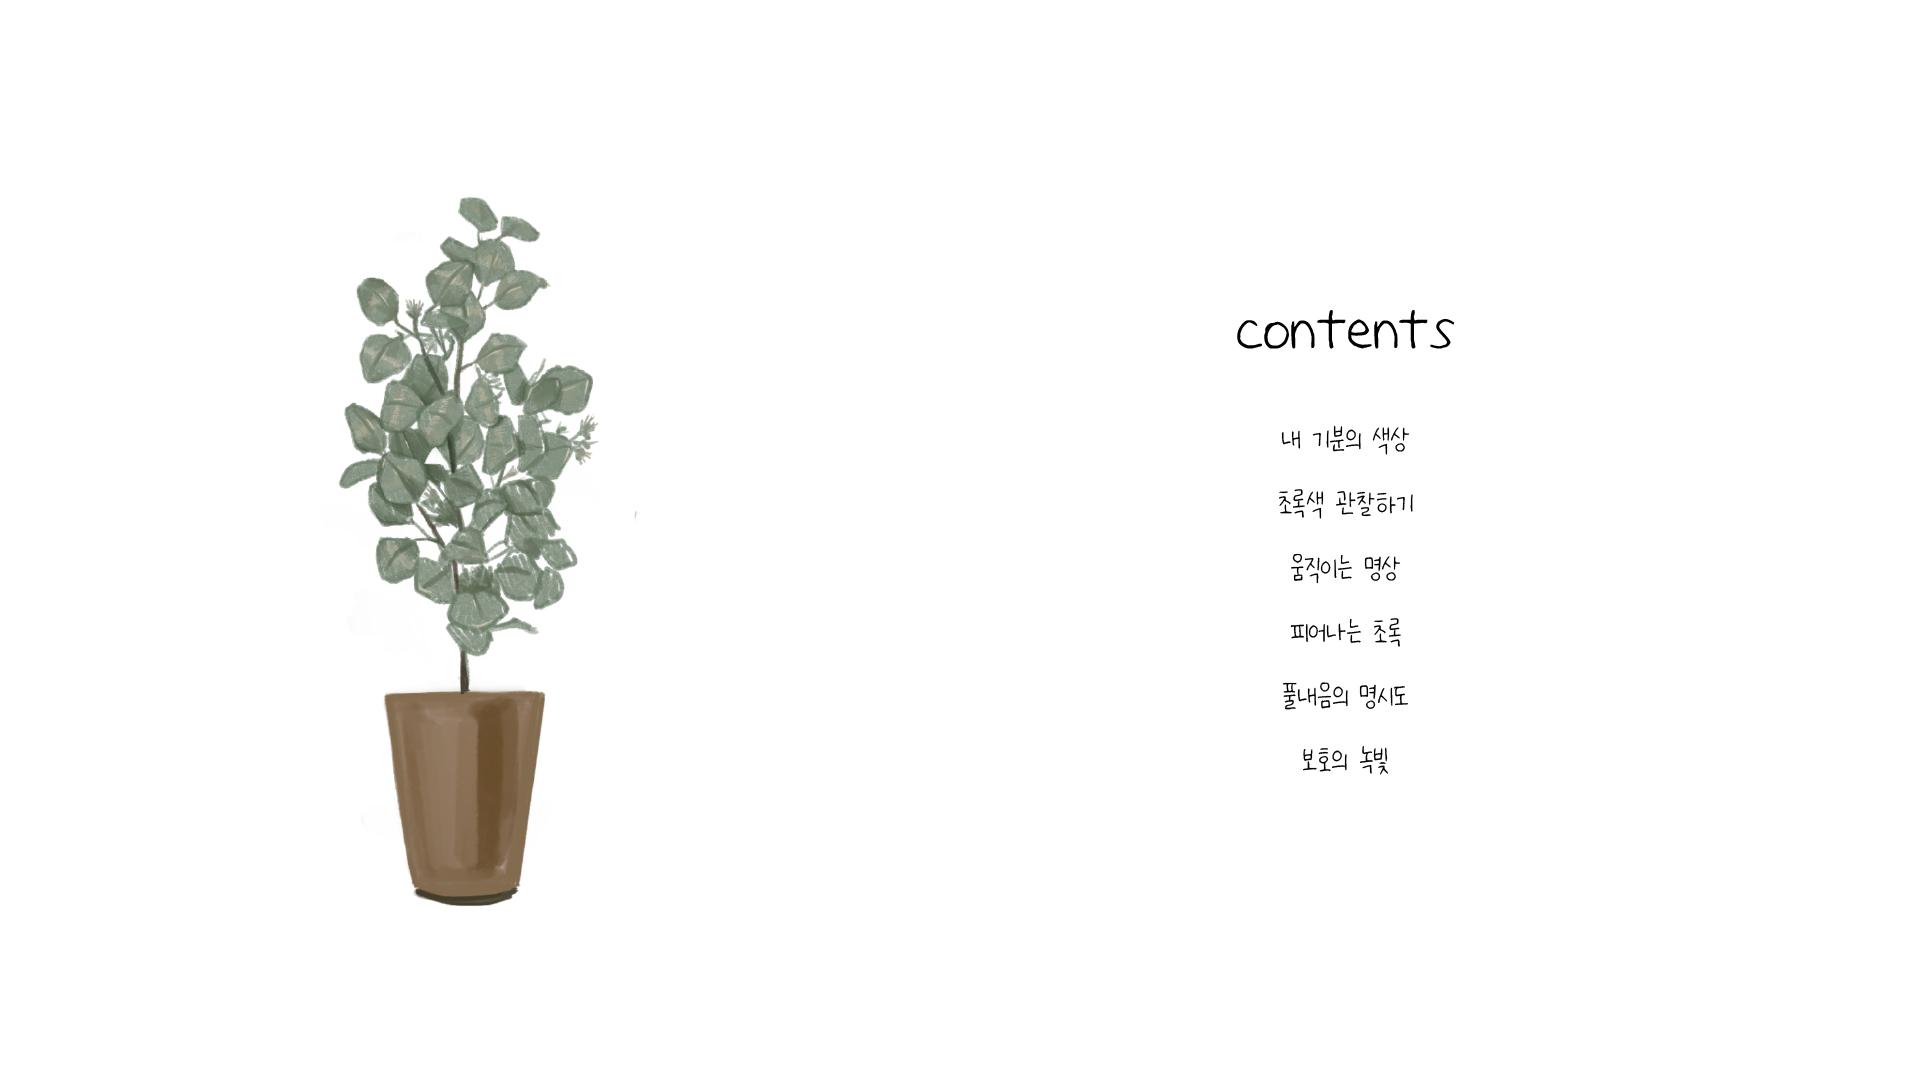 contents
내 기분의 색상
초록색 관찰하기
움직이는 명상
피어나는 초록
풀내음의 명시도
보호의 녹빛